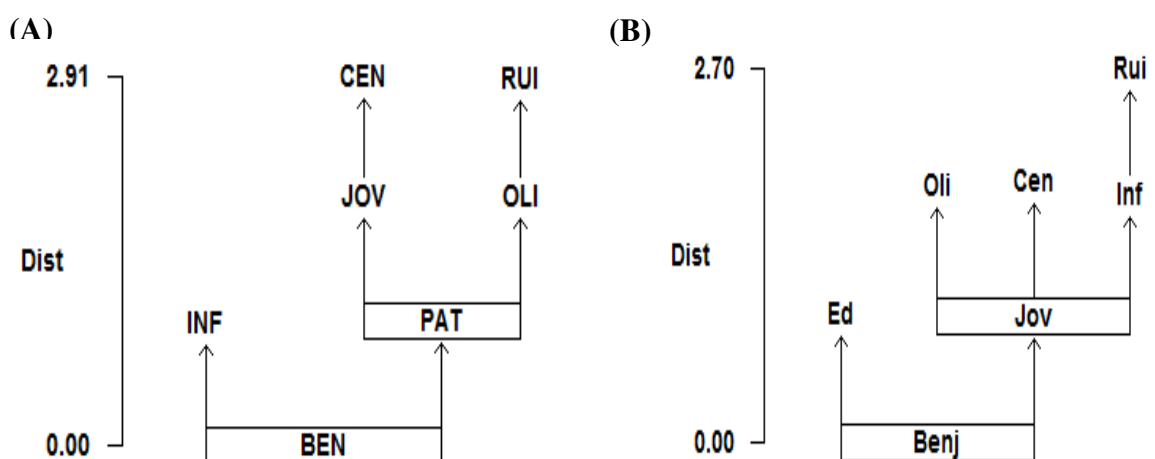 (A)
2.91
CEN
RUI
JOV
OLI
Dist
INF
PAT
0.00
BEN
(B)
2.70
Rui
Oli
Cen
Inf
Dist
Ed
Jov
0.00
Benj